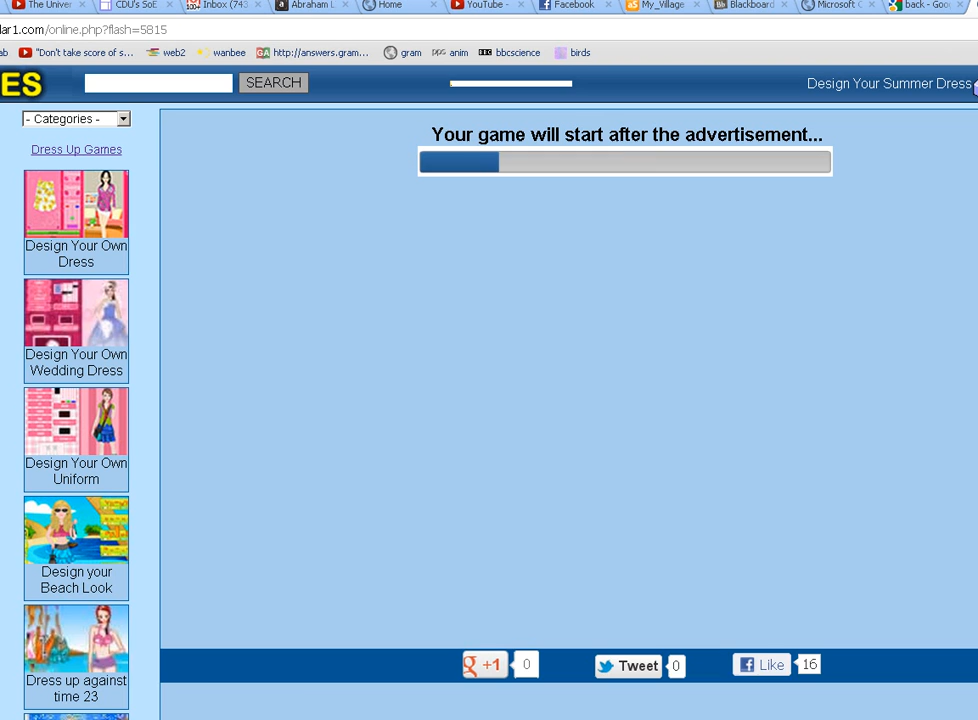 The Univer
CDU's SoE
Inbox (743
Abraham L
Home
YouTube -
Facebook
My_Village
Blackboard
Microsoft C
back - Goo
lar1.com/online.php?flash=5815
ab
"Don't take score of s...
web2
wanbee
http://answers.gram...
gram
anim
bbcscience
birds
ES
SEARCH
Design Your Summer Dress
- Categories -
Dress Up Games
Design Your Own
Dress
Design Your Own
Wedding Dress
Design Your Own
Uniform
Design your
Beach Look
Dress up against
time 23
Your game will start after the advertisement...
+1
0
Tweet
0
Like
16